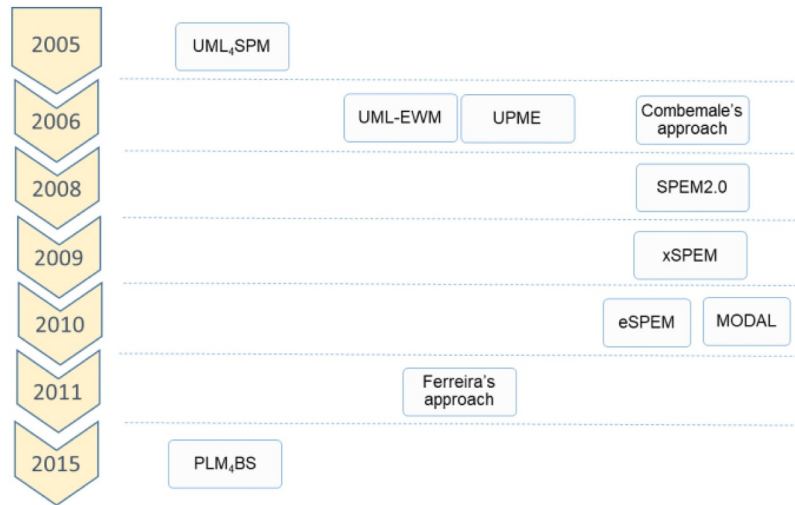 2005
UML₄SPM
2006
UML-EWM
UPME
Combemale's
approach
2008
SPEM2.0
2009
xSPEM
2010
eSPEM
MODAL
2011
Ferreira's
approach
2015
PLM₄BS